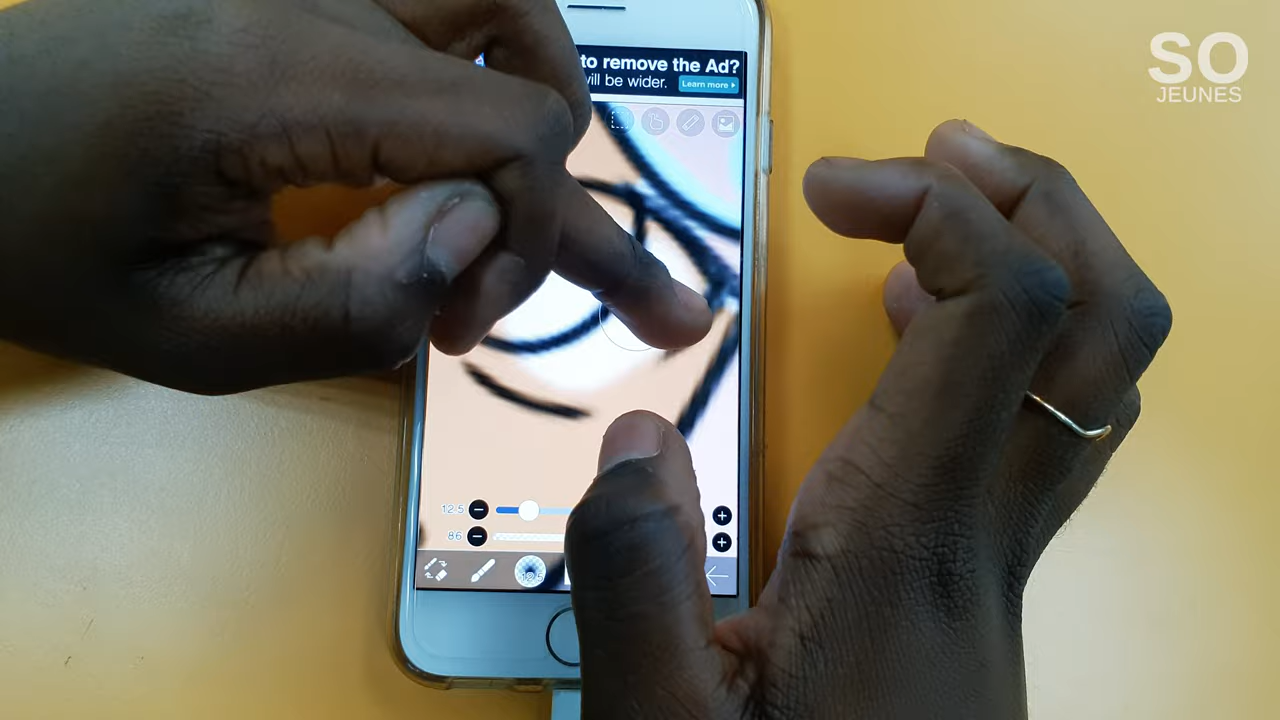 to remove the Ad?
will be wider.
Learn more
SO
JEUNES
12.5
86